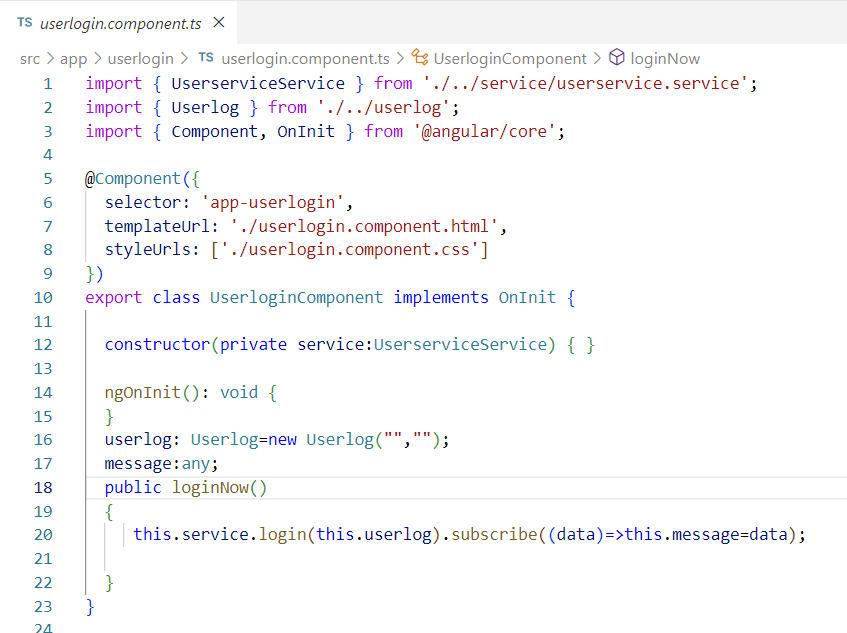 TS userlogin.component.ts ×
src > app > userlogin > TS userlogin.component.ts > UserloginComponent > loginNow
1 import { UserserviceService } from './../service/userservice.service';
2 import { Userlog } from './../userlog';
3 import { Component, OnInit } from '@angular/core';
4
5 @Component({
6   selector: 'app-userlogin',
7   templateUrl: './userlogin.component.html',
8   styleUrls: ['./userlogin.component.css']
9 })
10 export class UserloginComponent implements OnInit {
11
12   constructor(private service:UserserviceService) { }
13
14   ngOnInit(): void {
15   }
16   userlog: Userlog=new Userlog("","");
17   message:any;
18   public loginNow()
19   {
20      this.service.login(this.userlog).subscribe((data)=>this.message=data);
21
22   }
23 }
24